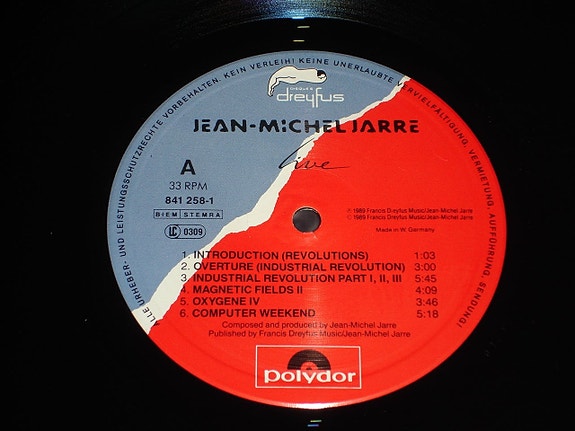 ALLE URHEBER- UND LEISTUNGSSCHUTZRECHTE VORBEHALTEN. KEIN VERLEIH! KEINE UNERLAUBTE VERVIELFÄLTIGUNG, VERMIETUNG, AUFFÜHRUNG, SENDUNG!
DISQUES
dreyfus
JEAN-MICHEL JARRE
live
A
33 RPM
841 258-1
BIEM STEMRA
LC 0309
℗ 1989 Francis Dreyfus Music/Jean-Michel Jarre
© 1989 Francis Dreyfus Music/Jean-Michel Jarre
Made in W. Germany
1. INTRODUCTION (REVOLUTIONS) 1:03
2. OVERTURE (INDUSTRIAL REVOLUTION) 3:00
3. INDUSTRIAL REVOLUTION PART I, II, III 5:45
4. MAGNETIC FIELDS II 4:09
5. OXYGENE IV 3:46
6. COMPUTER WEEKEND 5:18
Composed and produced by Jean-Michel Jarre
Published by Francis Dreyfus Music/Jean-Michel Jarre
polydor